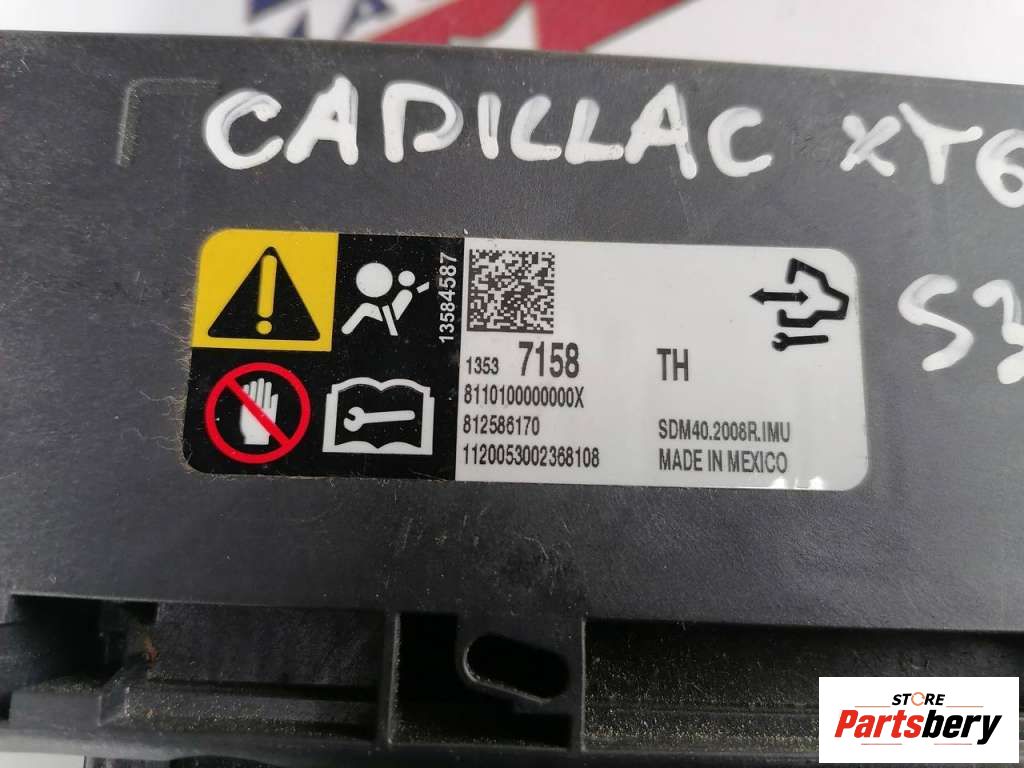 CADILLAC XT6
13584587
1353 7158 TH
8110100000000X
812586170
SDM40.2008R.IMU
1120053002368108
MADE IN MEXICO
STORE
Partsbery